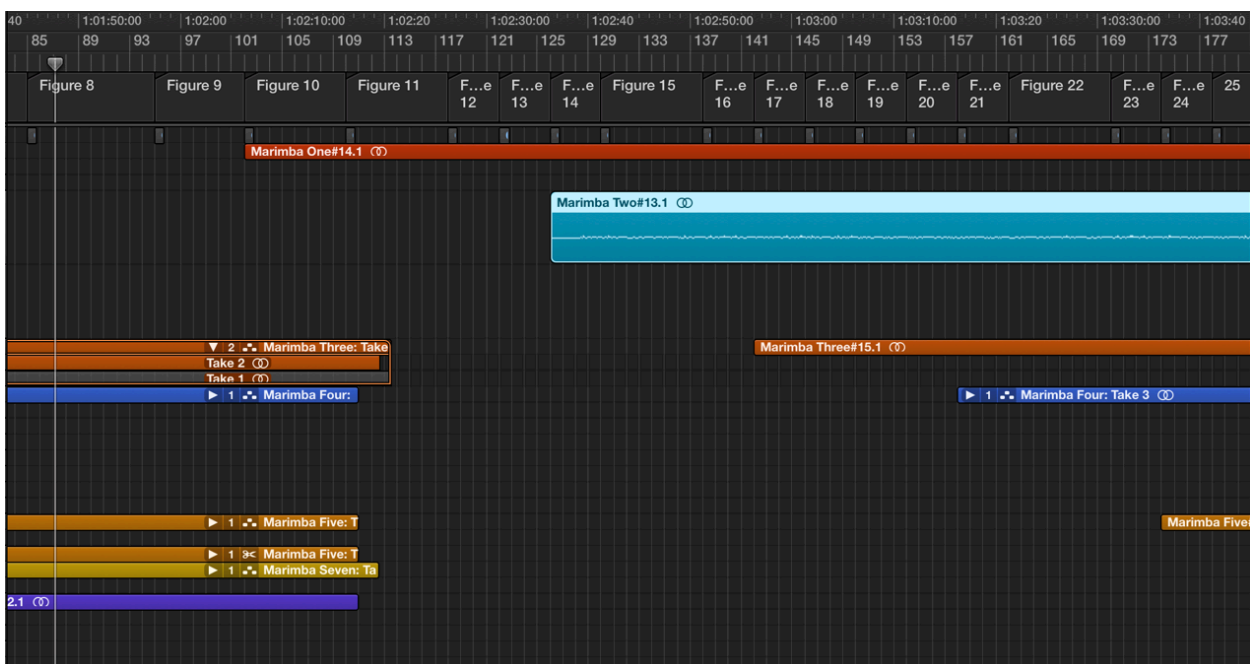 40 1:01:50:00 1:02:00 1:02:10:00 1:02:20 1:02:30:00 1:02:40 1:02:50:00 1:03:00 1:03:10:00 1:03:20 1:03:30:00 1:03:40
85 89 93 97 101 105 109 113 117 121 125 129 133 137 141 145 149 153 157 161 165 169 173 177
Figure 8 Figure 9 Figure 10 Figure 11 F...e 12 F...e 13 F...e 14 Figure 15 F...e 16 F...e 17 F...e 18 F...e 19 F...e 20 F...e 21 Figure 22 F...e 23 F...e 24 25
Marimba One#14.1
Marimba Two#13.1
2 Marimba Three: Take
Marimba Three#15.1
Take 2
Take 1
1 Marimba Four:
1 Marimba Four: Take 3
1 Marimba Five: T
Marimba Five
1 Marimba Five: T
1 Marimba Seven: Ta
2.1